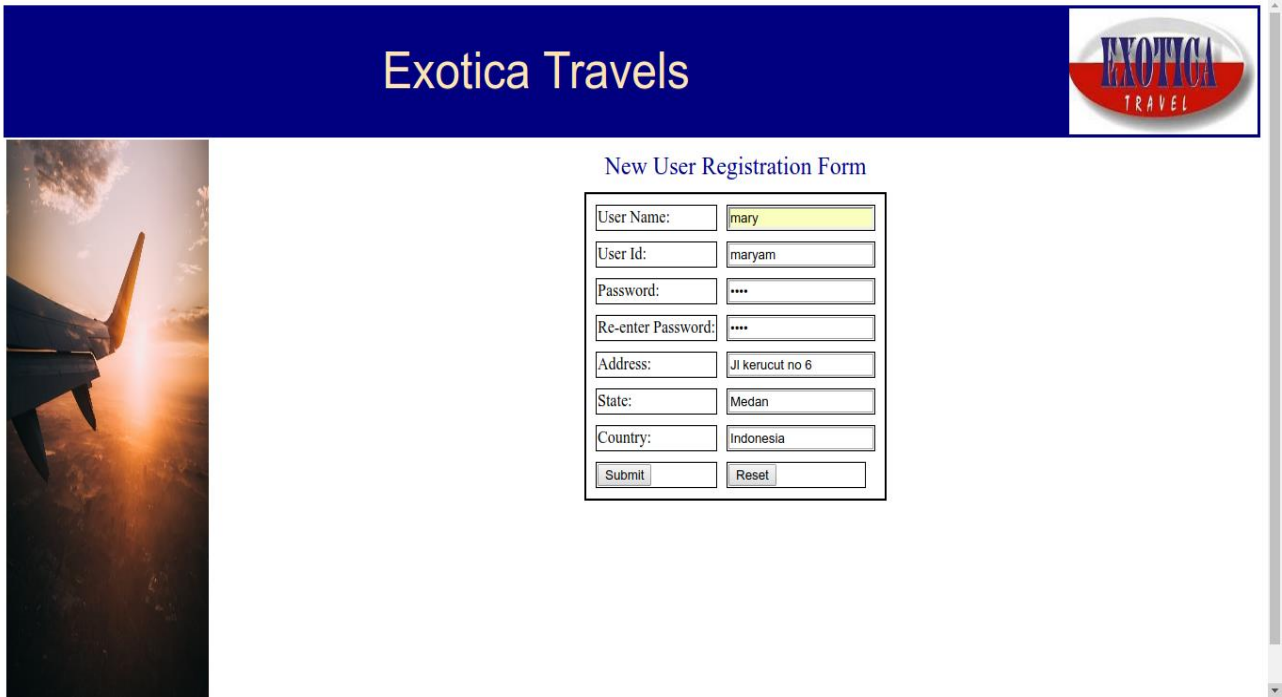 Exotica Travels
EXOTICA
TRAVEL
New User Registration Form
User Name: mary
User Id: maryam
Password: ••••
Re-enter Password: ••••
Address: Jl kerucut no 6
State: Medan
Country: Indonesia
Submit Reset